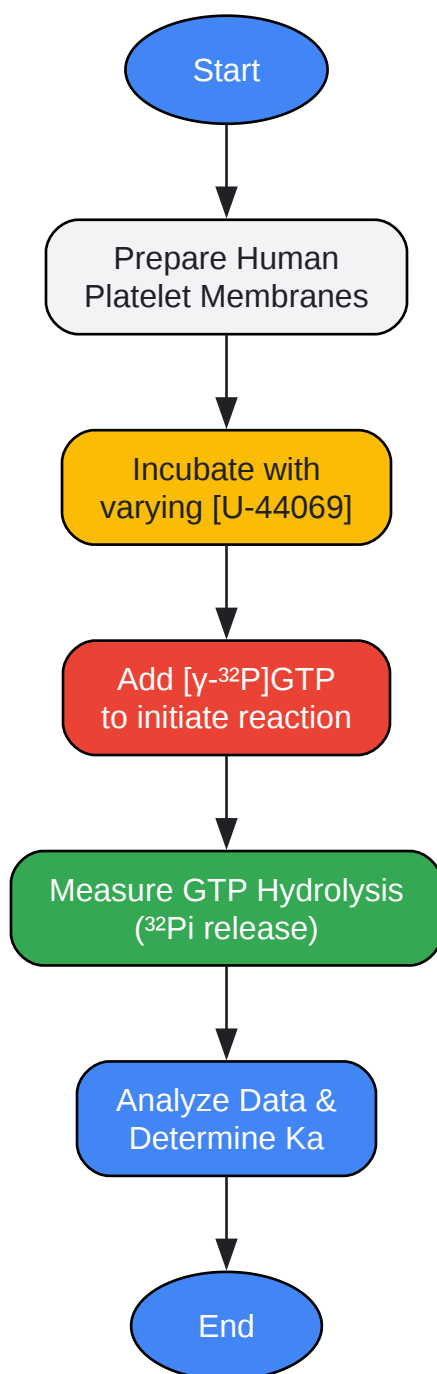 Start
Prepare Human
Platelet Membranes
Incubate with
varying [U-44069]
Add [γ-³²P]GTP
to initiate reaction
Measure GTP Hydrolysis
(³²Pi release)
Analyze Data &
Determine Ka
End